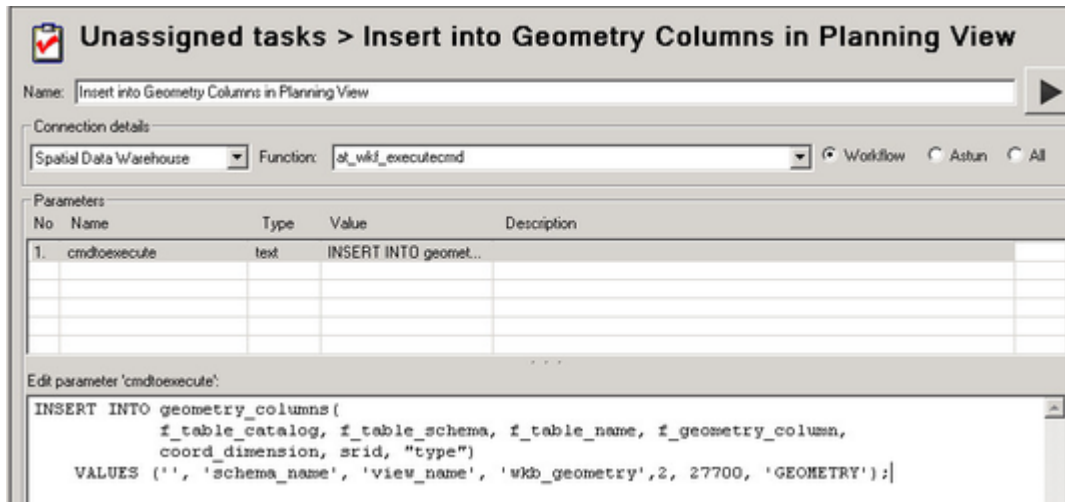 Unassigned tasks > Insert into Geometry Columns in Planning View
Name: Insert into Geometry Columns in Planning View
Connection details
Spatial Data Warehouse Function: at_wkf_executecmd Workflow Astun All
Parameters
No Name Type Value Description
1. cmdtoexecute text INSERT INTO geomet...
Edit parameter 'cmdtoexecute':
INSERT INTO geometry_columns(
f_table_catalog, f_table_schema, f_table_name, f_geometry_column,
coord_dimension, srid, "type")
VALUES ('', 'schema_name', 'view_name', 'wkb_geometry',2, 27700, 'GEOMETRY');